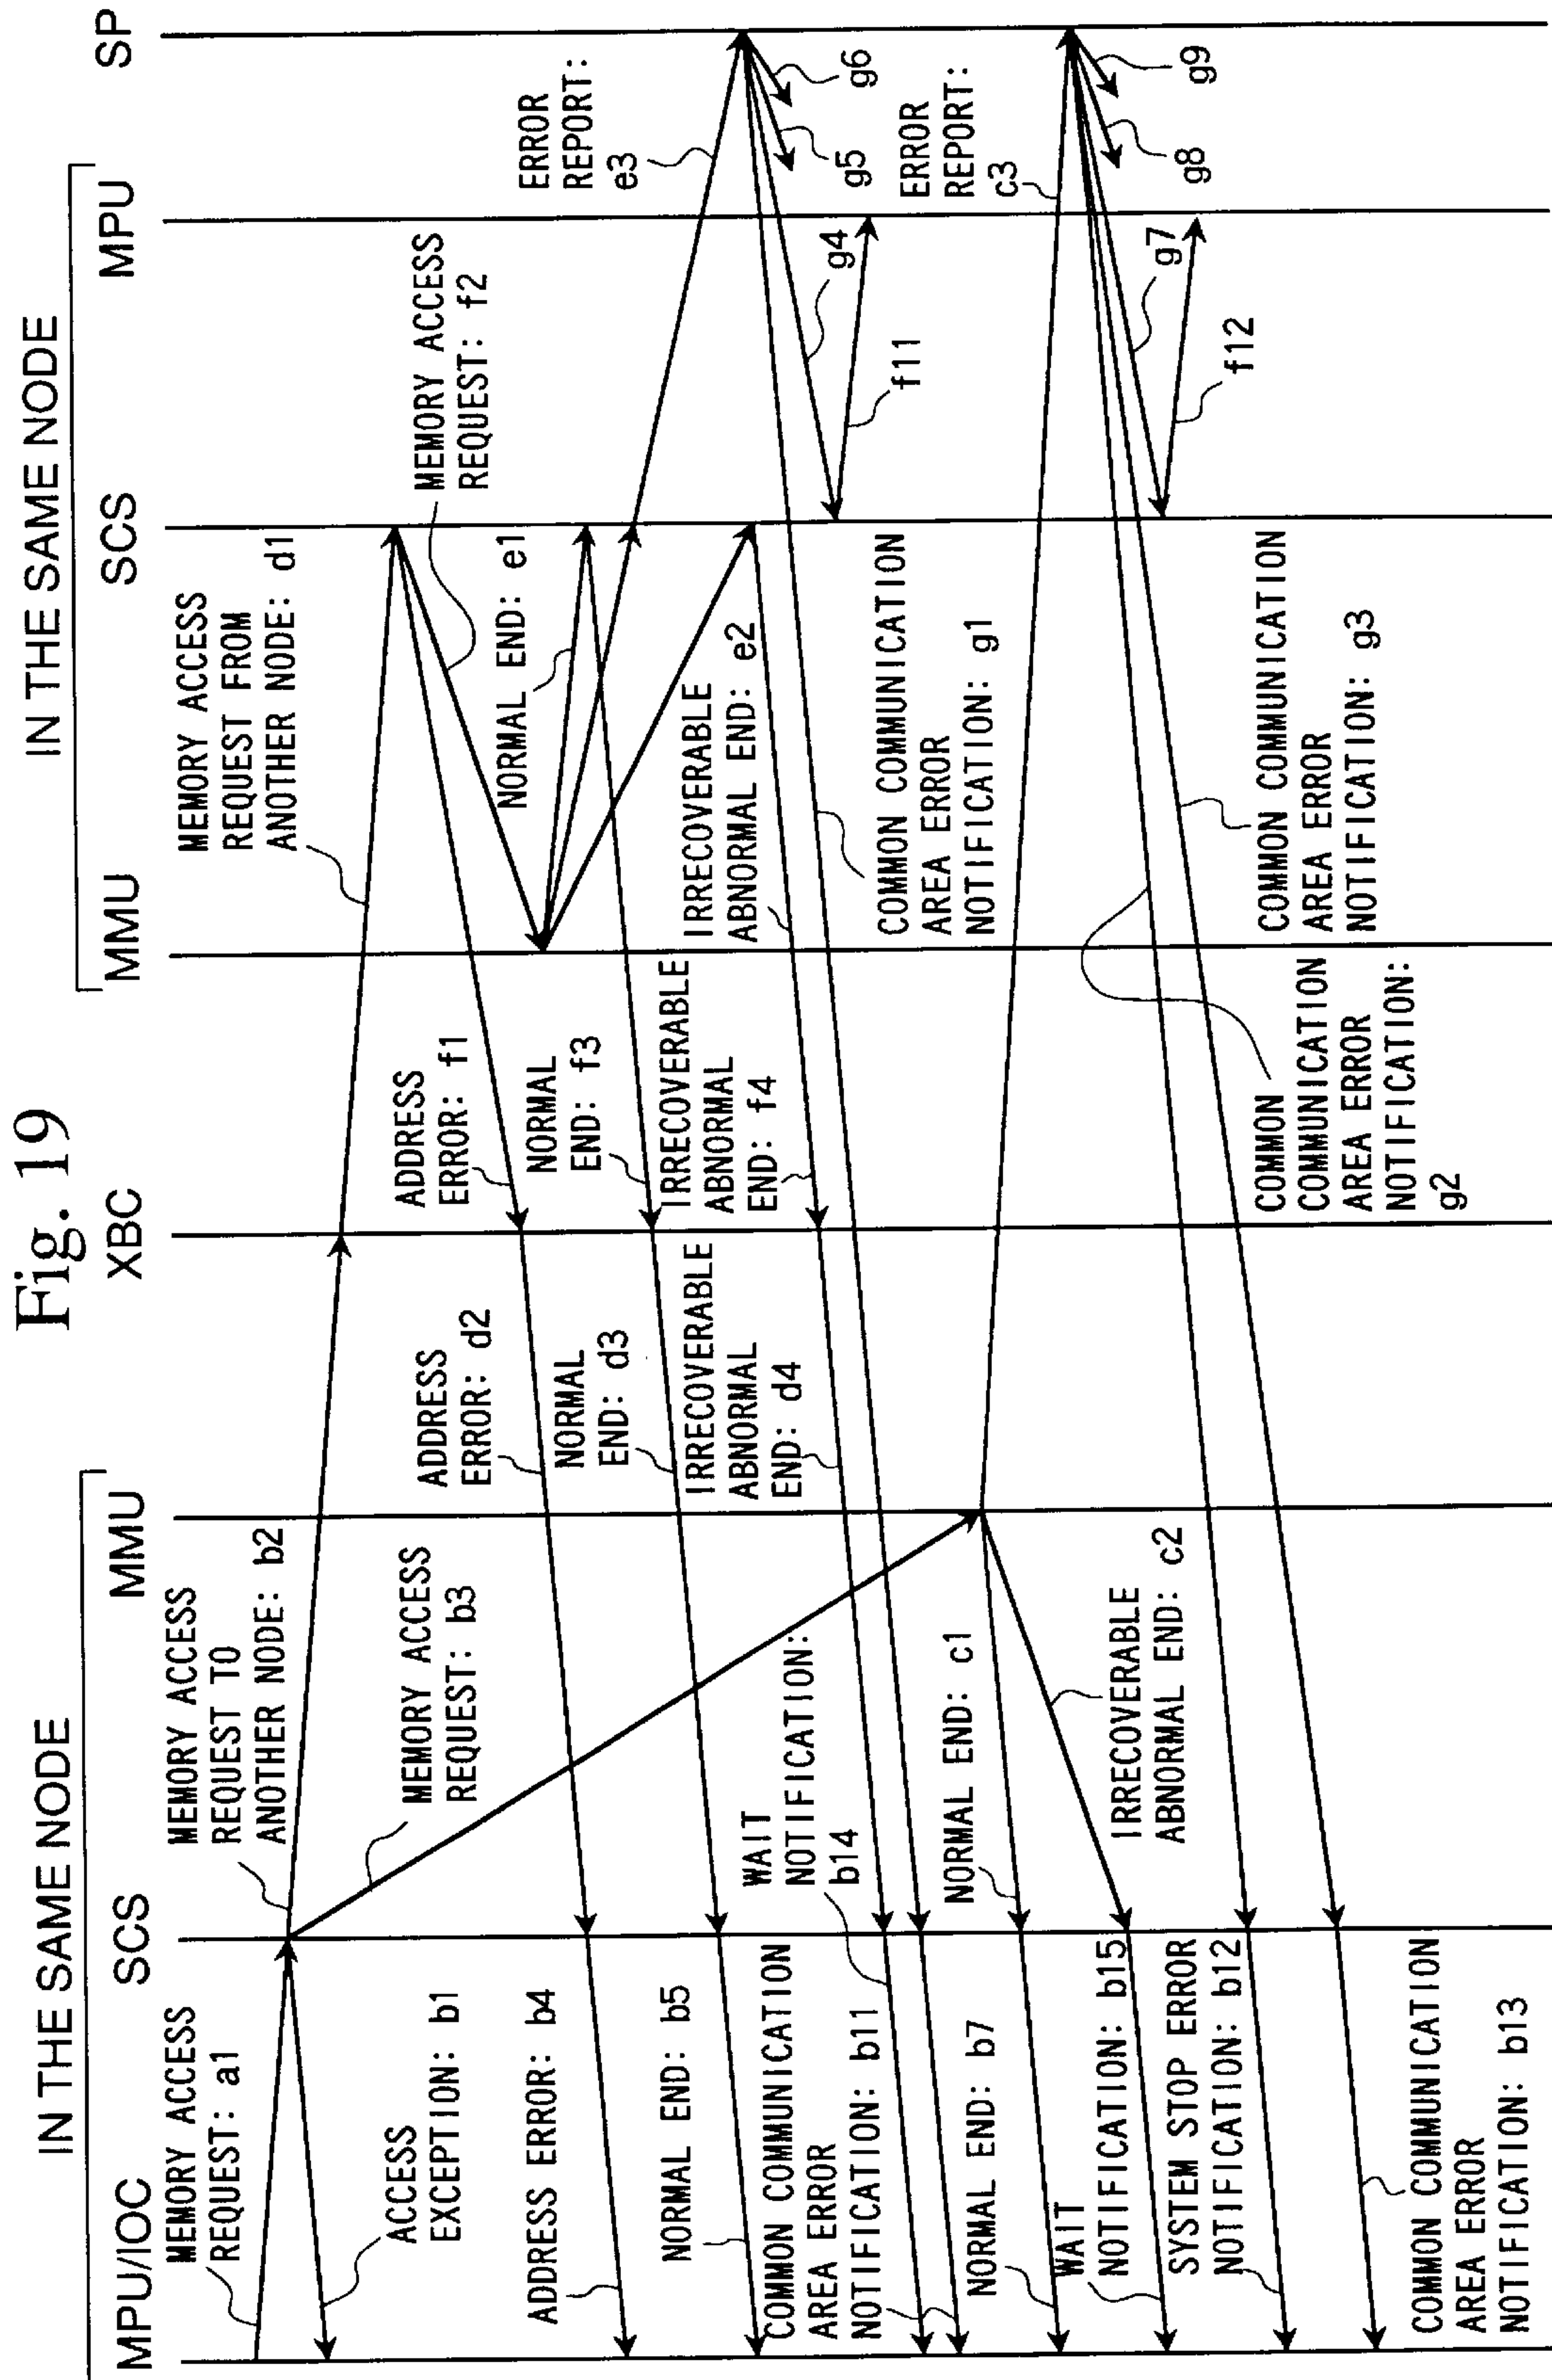 Fig. 19
IN THE SAME NODE
IN THE SAME NODE
MPU/IOC
SCS
MMU
XBC
MMU
SCS
MPU
SP
MEMORY ACCESS
REQUEST: a1
ACCESS
EXCEPTION: b1
ADDRESS ERROR: b4
NORMAL END: b5
COMMON COMMUNICATION
AREA ERROR
NOTIFICATION: b11
NORMAL END: b7
WAIT
NOTIFICATION: b15
SYSTEM STOP ERROR
NOTIFICATION: b12
COMMON COMMUNICATION
AREA ERROR
NOTIFICATION: b13
MEMORY ACCESS
REQUEST TO
ANOTHER NODE: b2
MEMORY ACCESS
REQUEST: b3
WAIT
NOTIFICATION:
b14
NORMAL END: c1
IRRECOVERABLE
ABNORMAL END: c2
ADDRESS
ERROR: d2
NORMAL
END: d3
IRRECOVERABLE
ABNORMAL
END: d4
ADDRESS
ERROR: f1
NORMAL
END: f3
IRRECOVERABLE
ABNORMAL
END: f4
COMMON
COMMUNICATION
AREA ERROR
NOTIFICATION:
g2
MEMORY ACCESS
REQUEST FROM
ANOTHER NODE: d1
NORMAL END: e1
IRRECOVERABLE
ABNORMAL END: e2
COMMON COMMUNICATION
AREA ERROR
NOTIFICATION: g1
COMMON COMMUNICATION
AREA ERROR
NOTIFICATION: g3
MEMORY ACCESS
REQUEST: f2
f11
g4
f12
g7
ERROR
REPORT:
e3
g5
g6
ERROR
REPORT:
c3
g8
g9